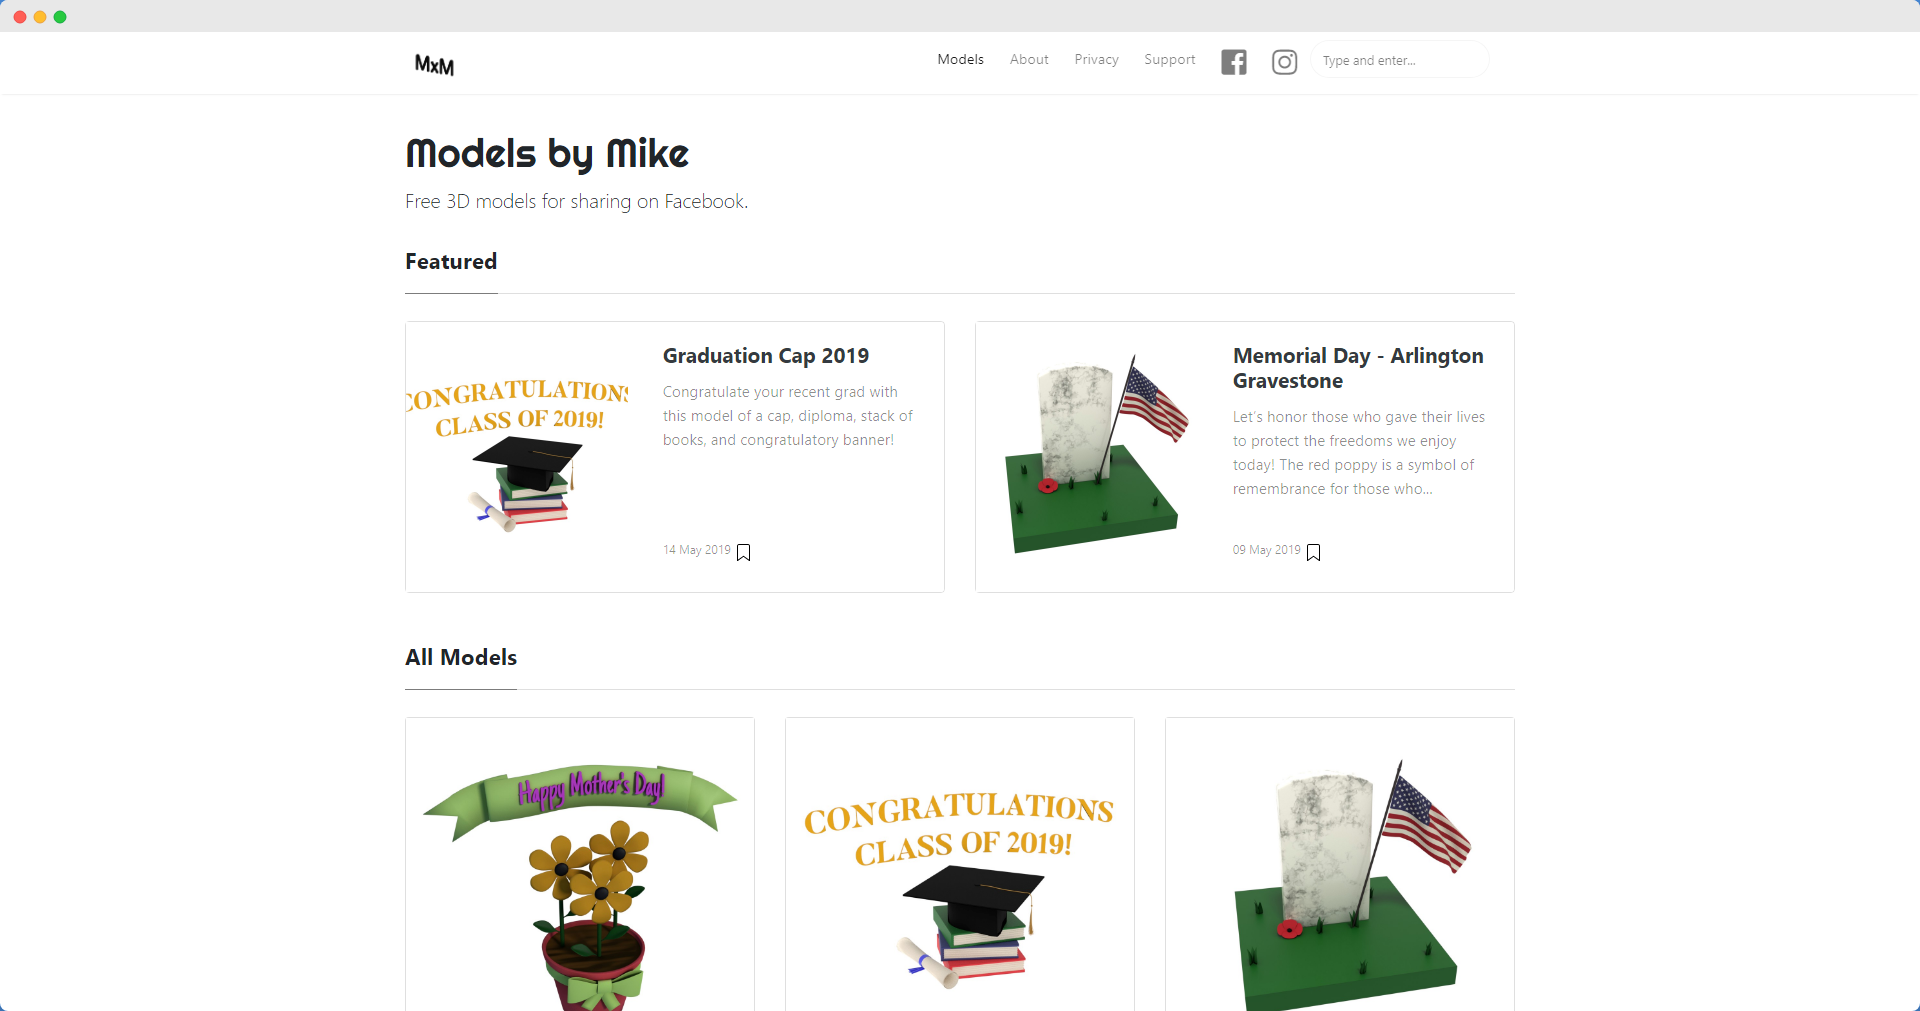 MxM
Models
About
Privacy
Support
Type and enter...
Models by Mike
Free 3D models for sharing on Facebook.
Featured
CONGRATULATIONS
CLASS OF 2019!
Graduation Cap 2019
Congratulate your recent grad with
this model of a cap, diploma, stack of
books, and congratulatory banner!
14 May 2019
Memorial Day - Arlington
Gravestone
Let's honor those who gave their lives
to protect the freedoms we enjoy
today! The red poppy is a symbol of
remembrance for those who...
09 May 2019
All Models
Happy Mother's Day!
CONGRATULATIONS
CLASS OF 2019!